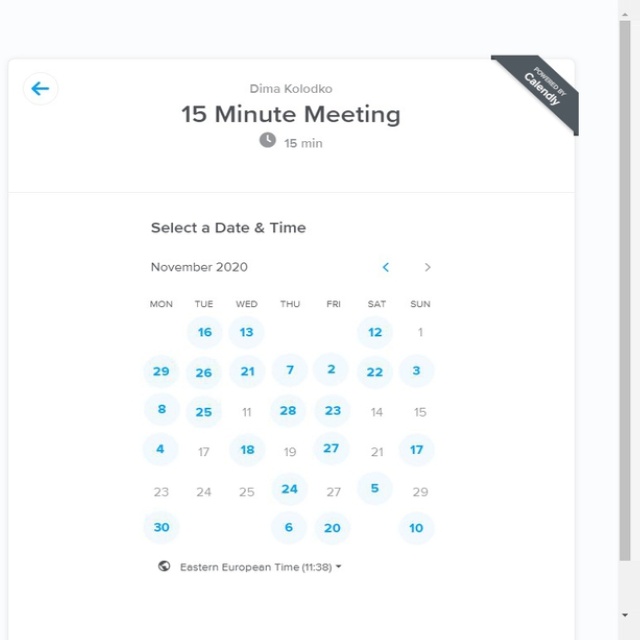 POWERED BY
Calendly
Dima Kolodko
15 Minute Meeting
15 min
Select a Date & Time
November 2020
MON TUE WED THU FRI SAT SUN
16 13 12 1
29 26 21 7 2 22 3
8 25 11 28 23 14 15
4 17 18 19 27 21 17
23 24 25 24 27 5 29
30 6 20 10
Eastern European Time (11:38)